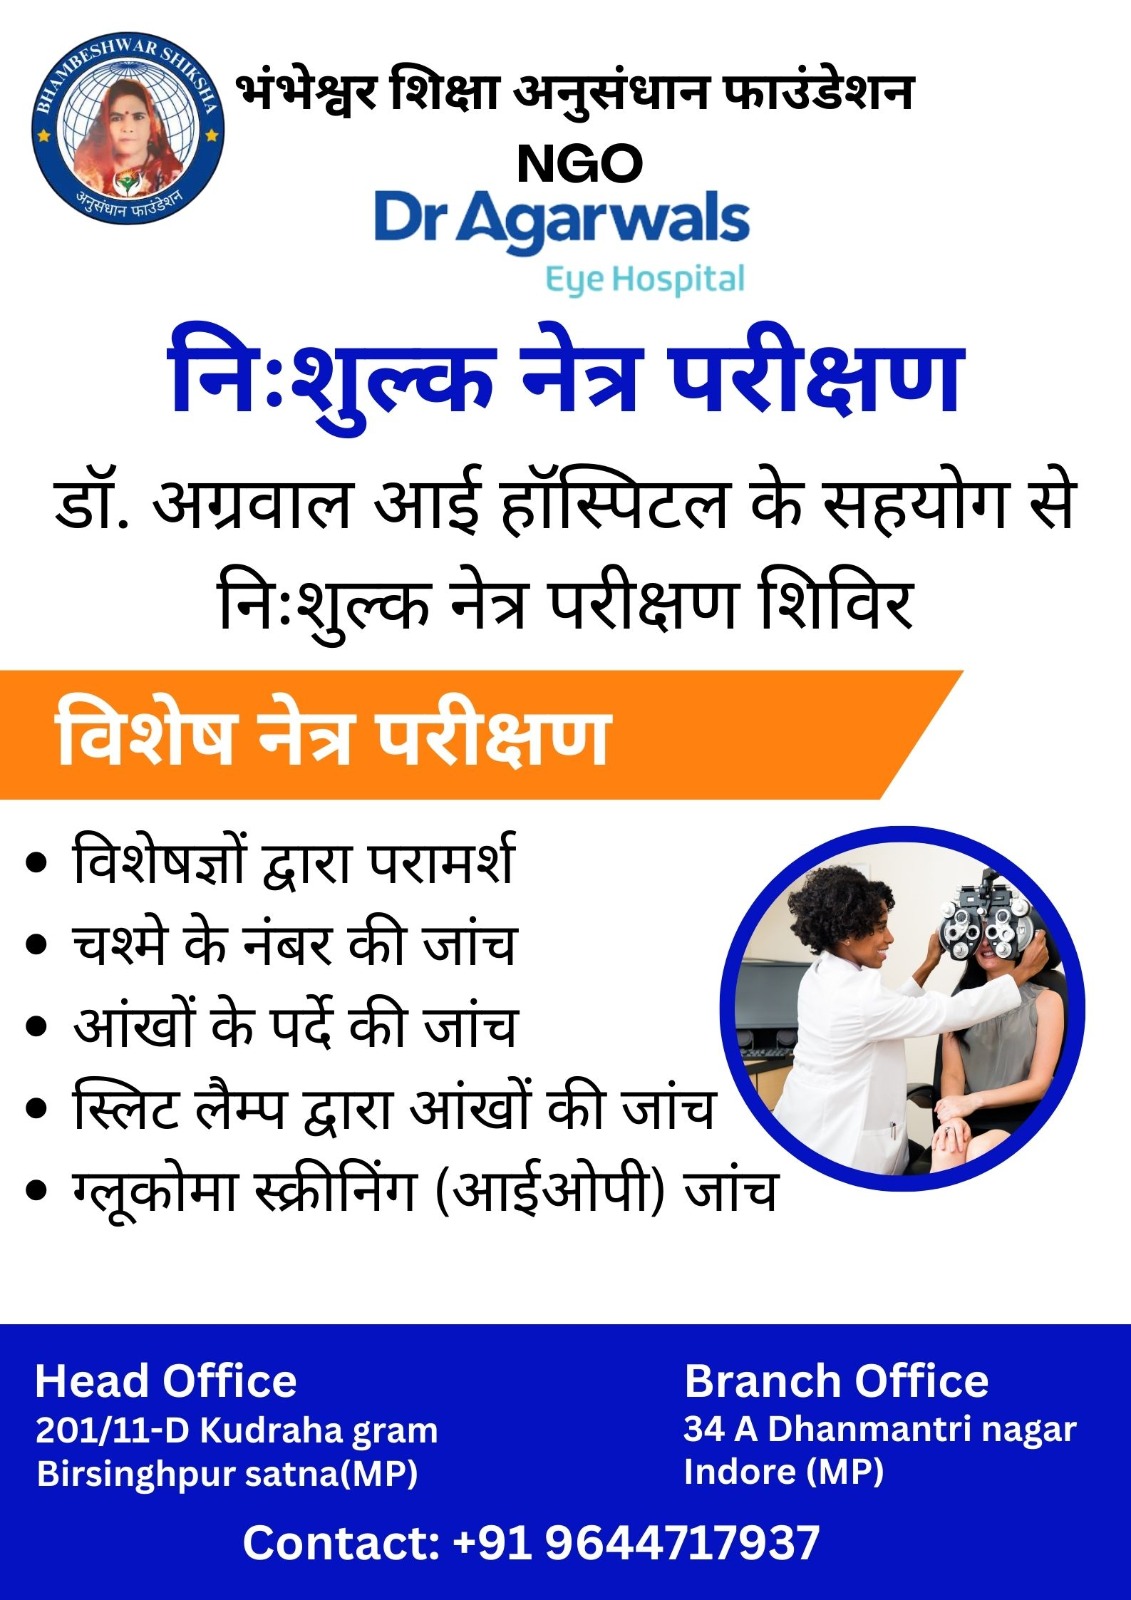 BHAMBESHWAR SHIKSHA
अनुसंधान फाउंडेशन
भंभेश्वर शिक्षा अनुसंधान फाउंडेशन
NGO
Dr Agarwals
Eye Hospital
निःशुल्क नेत्र परीक्षण
डॉ. अग्रवाल आई हॉस्पिटल के सहयोग से
निःशुल्क नेत्र परीक्षण शिविर
विशेष नेत्र परीक्षण
• विशेषज्ञों द्वारा परामर्श
• चश्मे के नंबर की जांच
• आंखों के पर्दे की जांच
• स्लिट लैम्प द्वारा आंखों की जांच
• ग्लूकोमा स्क्रीनिंग (आईओपी) जांच
Head Office
201/11-D Kudraha gram
Birsinghpur satna(MP)
Branch Office
34 A Dhanmantri nagar
Indore (MP)
Contact: +91 9644717937